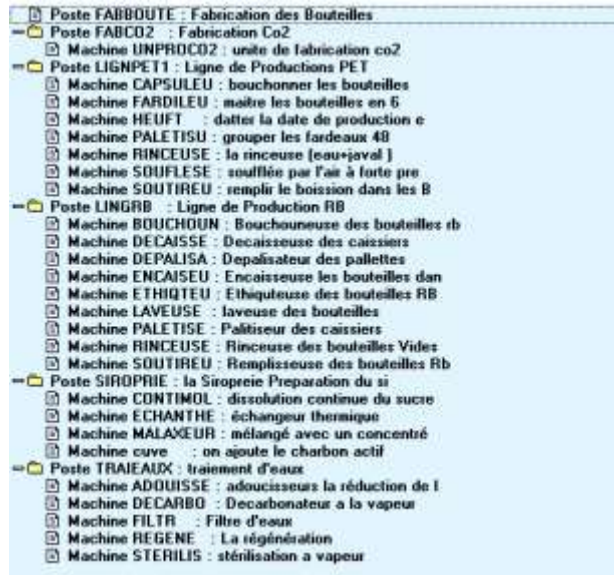 Poste FABBOUTE : Fabrication des Bouteilles
Poste FABCO2 : Fabrication Co2
Machine UNPROCO2 : unite de fabrication co2
Poste LIGNPET1 : Ligne de Productions PET
Machine CAPSULEU : bouchonner les bouteilles
Machine FARDILEU : maitre les bouteilles en 6
Machine HEUFT : datter la date de production e
Machine PALETISU : grouper les fardeaux 48
Machine RINCEUSE : la rinceuse (eau+javal )
Machine SOUFLESE : soufflée par l'air à forte pre
Machine SOUTIREU : remplir le boission dans les B
Poste LINGRB : Ligne de Production RB
Machine BOUCHOUN : Bouchouneuse des bouteilles rb
Machine DECAISSE : Decaisseuse des caissiers
Machine DEPALISA : Depalisateur des pallettes
Machine ENCAISEU : Encaisseuse les bouteilles dan
Machine ETHIQTEU : Ethiquteuse des bouteilles RB
Machine LAVEUSE : laveuse des bouteilles
Machine PALETISE : Palitiseur des caissiers
Machine RINCEUSE : Rinceuse des bouteilles Vides
Machine SOUTIREU : Remplisseuse des bouteilles Rb
Poste SIROPRIE : la Siropreie Preparation du si
Machine CONTIMOL : dissolution continue du sucre
Machine ECHANTHE : échangeur thermique
Machine MALAXEUR : mélangé avec un concentré
Machine cuve : on ajoute le charbon actif
Poste TRAIEAUX : traiement d'eaux
Machine ADOUISSE : adoucisseurs la réduction de l
Machine DECARBO : Decarbonateur a la vapeur
Machine FILTR : Filtre d'eaux
Machine REGENE : La régénération
Machine STERILIS : stérilisation a vapeur